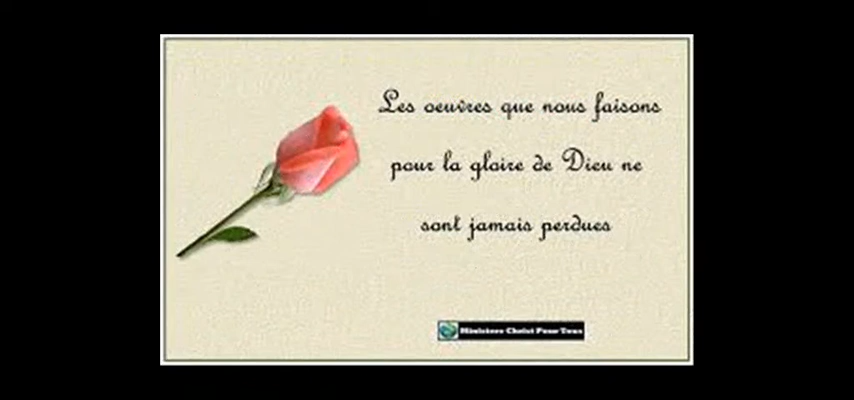 Les oeuvres que nous faisons
pour la gloire de Dieu ne
sont jamais perdues
Ministere Christ Pour Tous